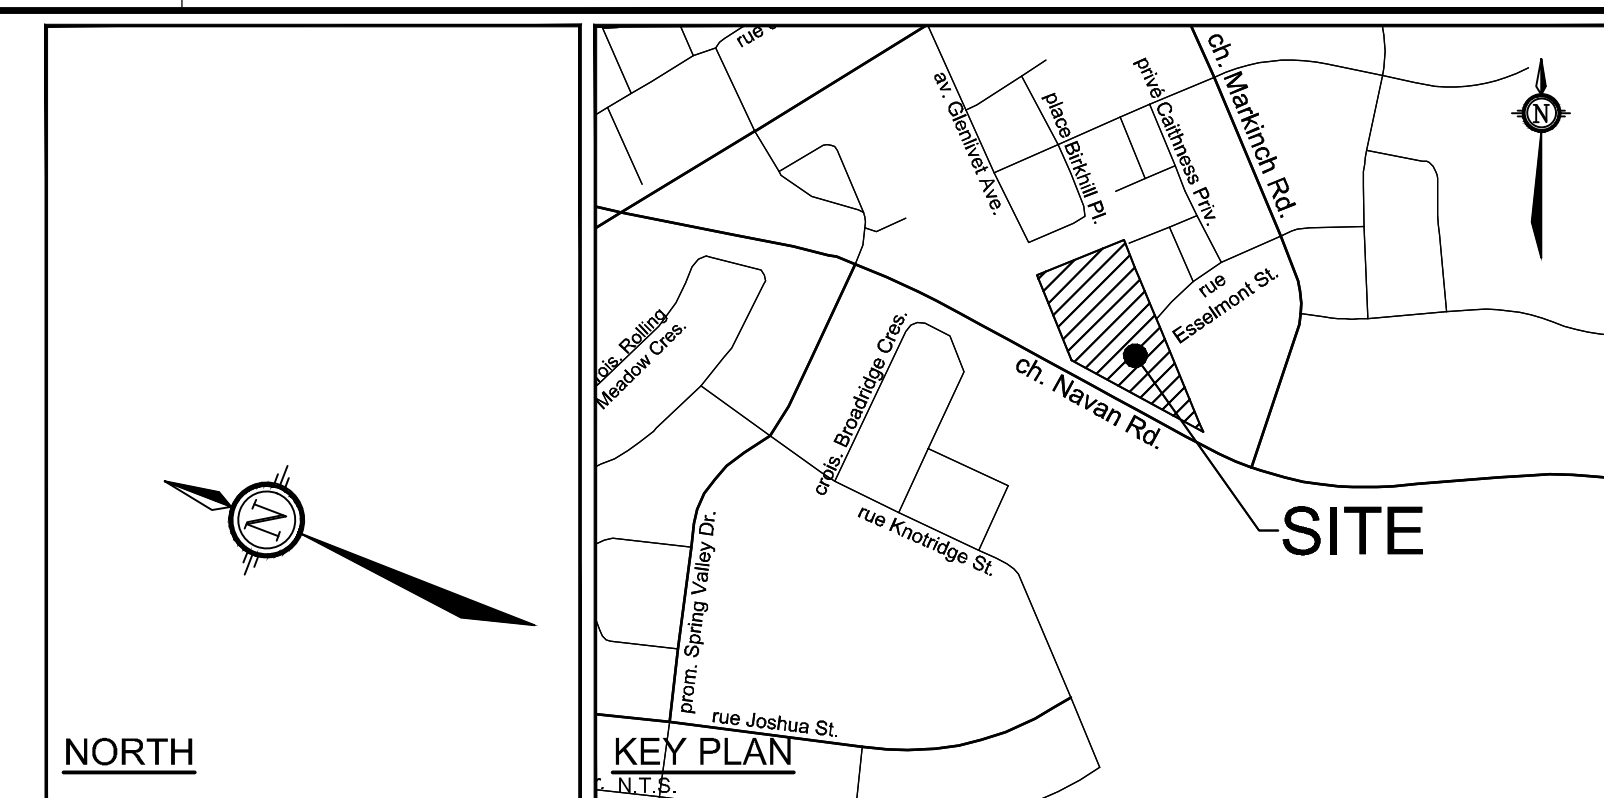 N
NORTH
rue
av. Glenlivet Ave.
place Birkhill Pl.
privé Caithness Priv.
ch. Markinch Rd.
N
rue
Esselmont St.
Rolling
Meadow Cres.
crois. Broadridge Cres.
ch. Navan Rd.
SITE
rue Knotridge St.
prom. Spring Valley Dr.
rue Joshua St.
KEY PLAN
N.T.S.